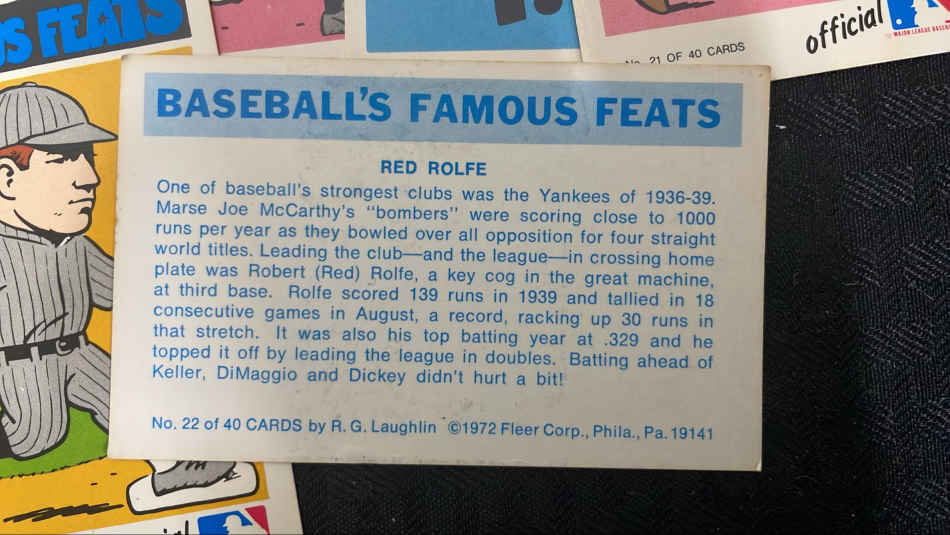 US FEATS
No. 21 OF 40 CARDS
official
MAJOR LEAGUE BASEBALL
BASEBALL'S FAMOUS FEATS
RED ROLFE
One of baseball's strongest clubs was the Yankees of 1936-39.
Marse Joe McCarthy's "bombers" were scoring close to 1000
runs per year as they bowled over all opposition for four straight
world titles. Leading the club—and the league—in crossing home
plate was Robert (Red) Rolfe, a key cog in the great machine,
at third base. Rolfe scored 139 runs in 1939 and tallied in 18
consecutive games in August, a record, racking up 30 runs in
that stretch. It was also his top batting year at .329 and he
topped it off by leading the league in doubles. Batting ahead of
Keller, DiMaggio and Dickey didn't hurt a bit!
No. 22 of 40 CARDS by R. G. Laughlin ©1972 Fleer Corp., Phila., Pa. 19141